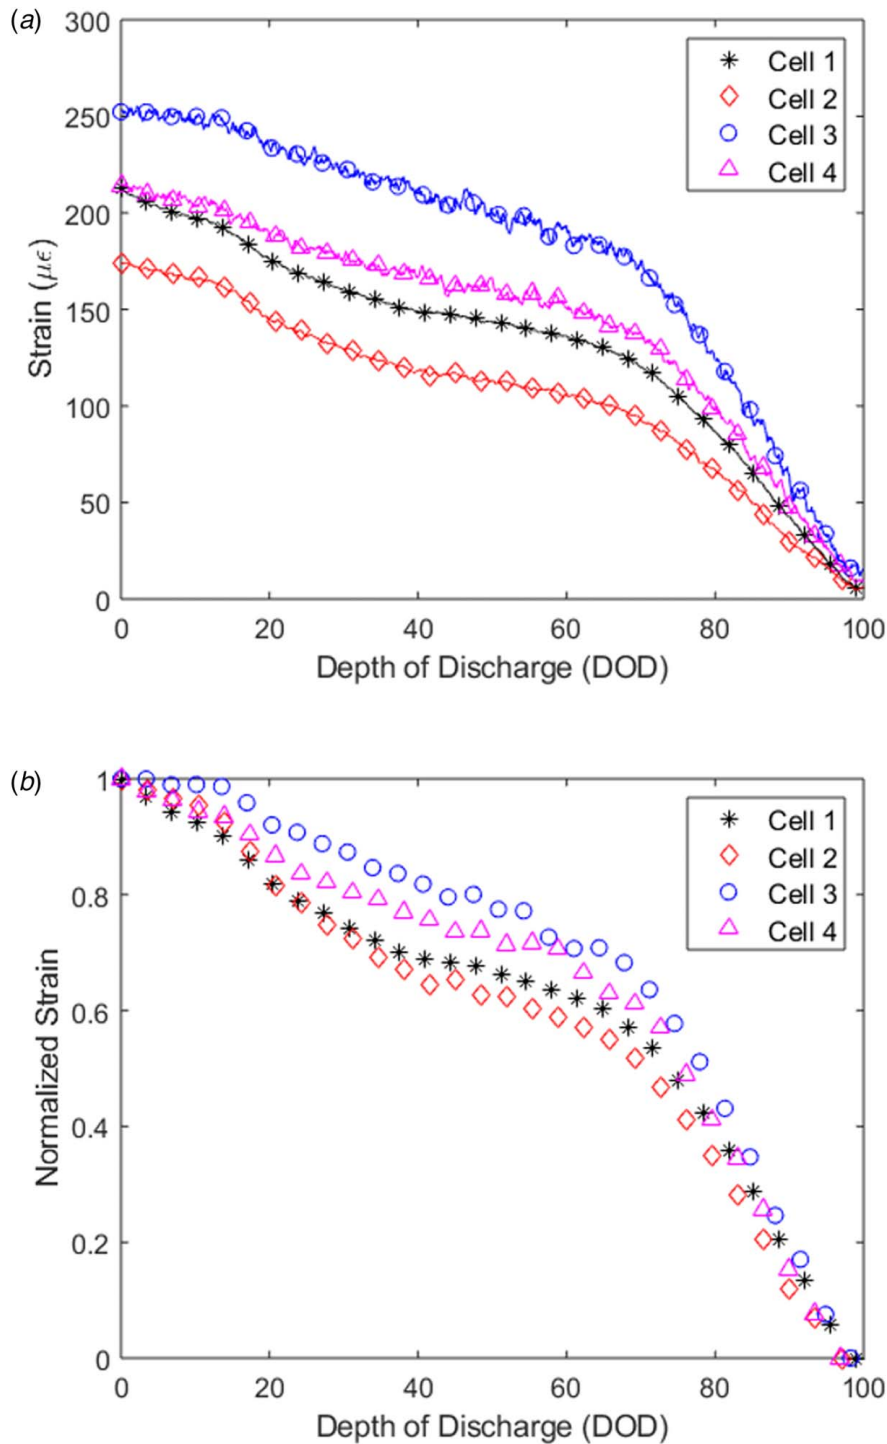 (a)
300
250
200
150
100
50
0
Strain (με)
0 20 40 60 80 100
Depth of Discharge (DOD)
Cell 1
Cell 2
Cell 3
Cell 4
(b)
1
0.8
0.6
0.4
0.2
0
Normalized Strain
0 20 40 60 80 100
Depth of Discharge (DOD)
Cell 1
Cell 2
Cell 3
Cell 4